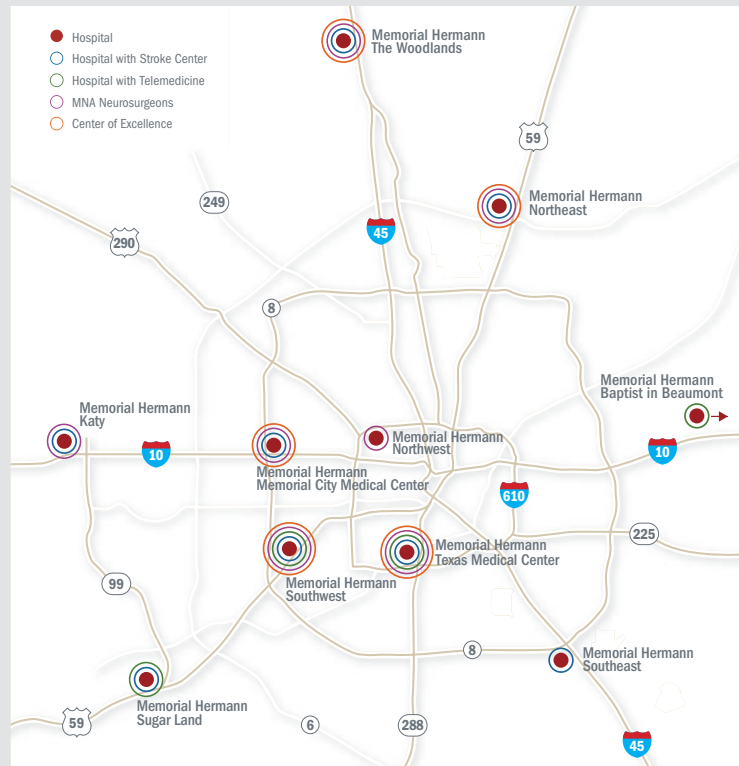 Hospital
Hospital with Stroke Center
Hospital with Telemedicine
MNA Neurosurgeons
Center of Excellence
Memorial Hermann
The Woodlands
59
249
Memorial Hermann
Northeast
45
290
8
Memorial Hermann
Baptist in Beaumont
Memorial Hermann
Katy
Memorial Hermann
Northwest
10
10
Memorial Hermann
Memorial City Medical Center
610
225
Memorial Hermann
Texas Medical Center
Memorial Hermann
Southwest
99
8
Memorial Hermann
Southeast
Memorial Hermann
Sugar Land
59
6
288
45